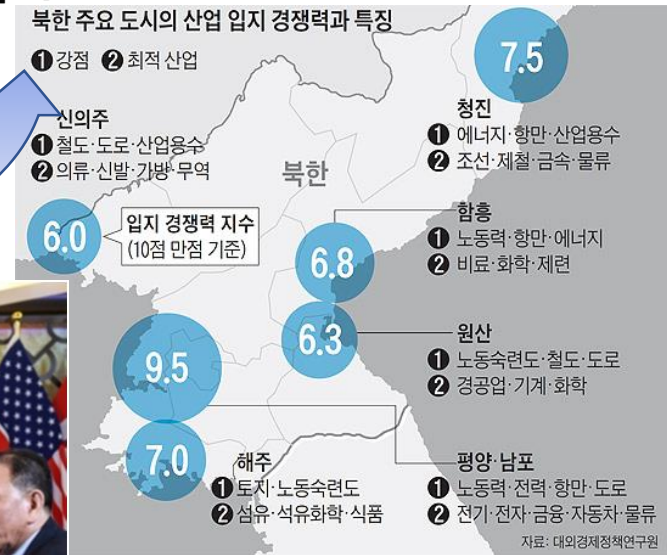 북한 주요 도시의 산업 입지 경쟁력과 특징
❶ 강점 ❷ 최적 산업
신의주
❶ 철도·도로·산업용수
❷ 의류·신발·가방·무역
6.0
입지 경쟁력 지수
(10점 만점 기준)
북한
7.5
청진
❶ 에너지·항만·산업용수
❷ 조선·제철·금속·물류
6.8
함흥
❶ 노동력·항만·에너지
❷ 비료·화학·제련
6.3
원산
❶ 노동숙련도·철도·도로
❷ 경공업·기계·화학
9.5
7.0
해주
❶ 토지·노동숙련도
❷ 섬유·석유화학·식품
평양·남포
❶ 노동력·전력·항만·도로
❷ 전기·전자·금융·자동차·물류
자료: 대외경제정책연구원